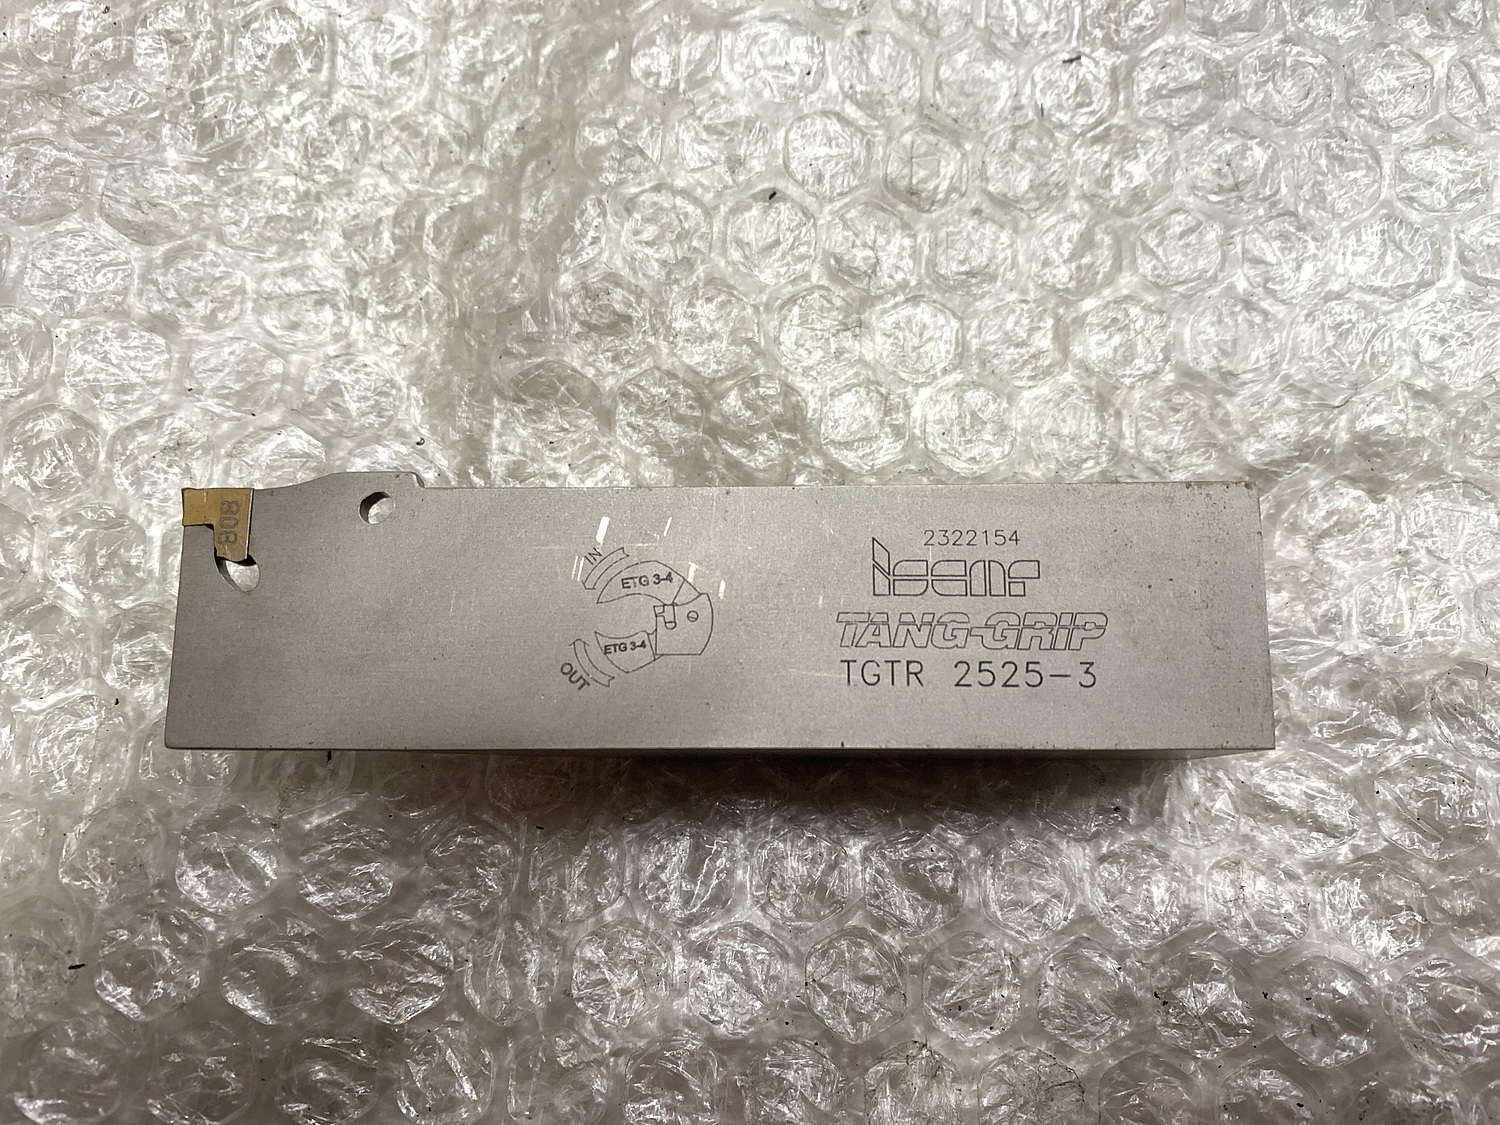 808
IN
ETG 3-4
ETG 3-4
OUT
2322154
iscar
TANG-GRIP
TGTR 2525-3